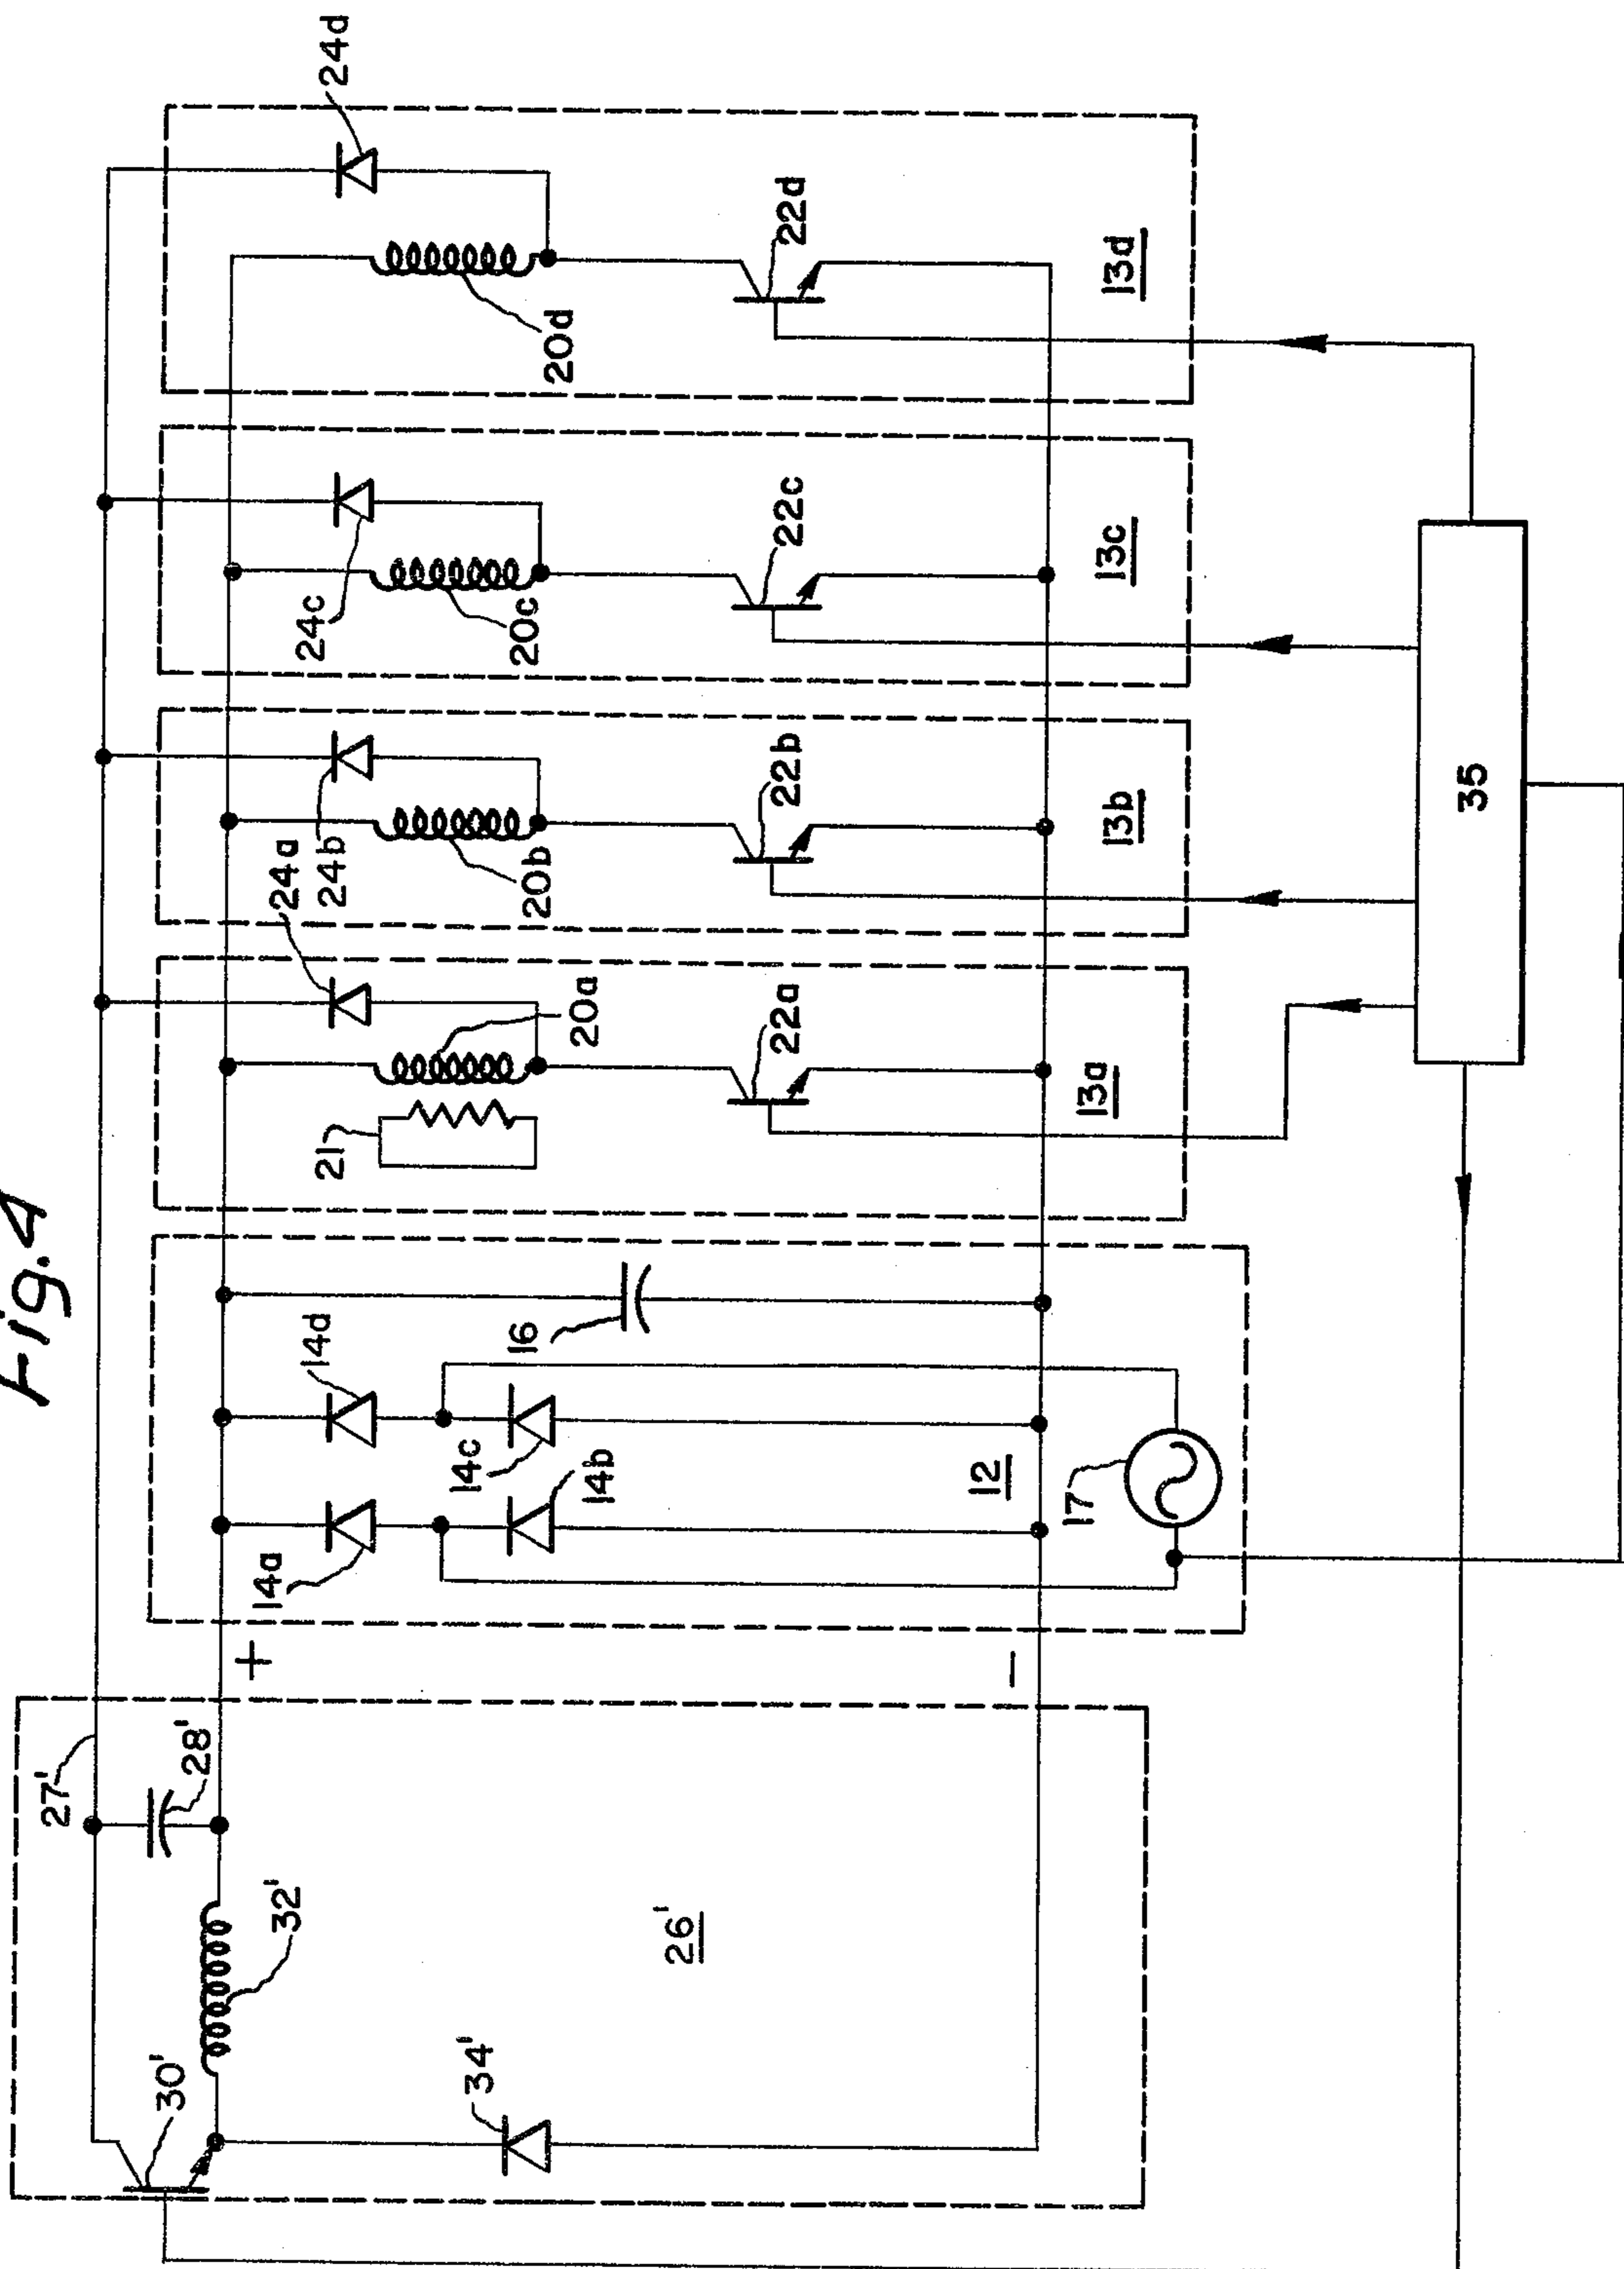 Fig. 4
24d
22d
20d
13d
24c
22c
20c
13c
24b
22b
20b
13b
24a
20a
22a
21
13a
35
14d
16
14c
14b
14a
12
17
+
-
27'
28'
32'
26'
30'
34'